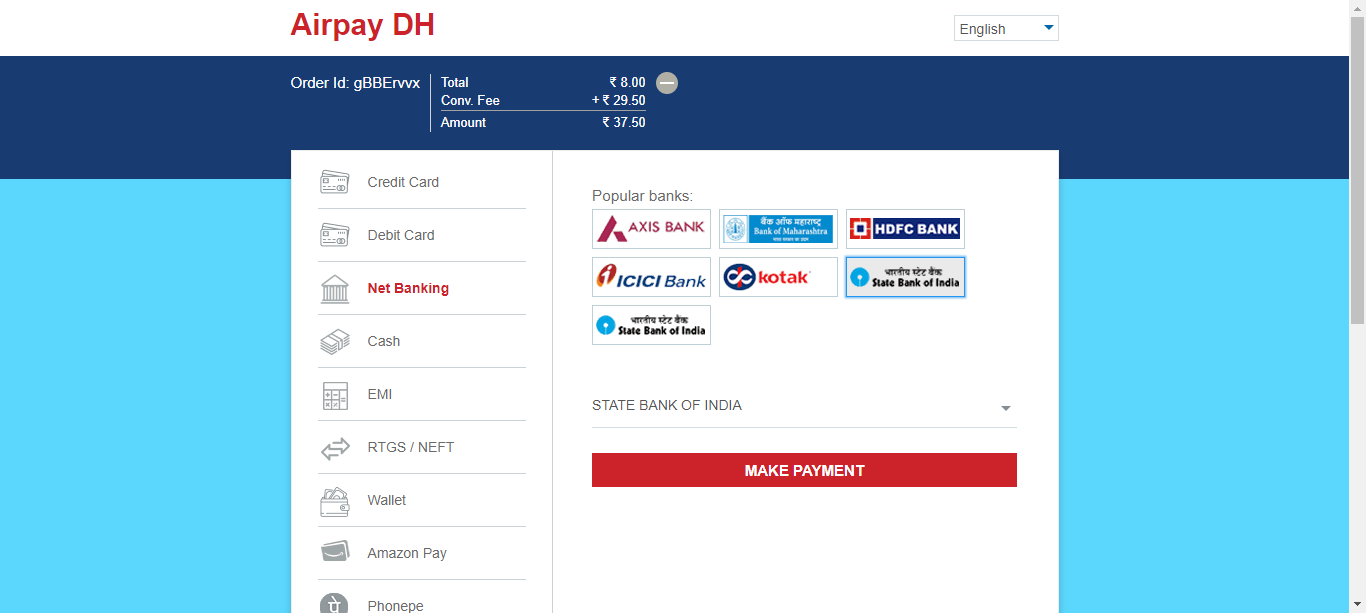 Airpay DH
English
Order Id: gBBErvvx
Total ₹ 8.00
Conv. Fee + ₹ 29.50
Amount ₹ 37.50
Credit Card
Debit Card
Net Banking
Cash
EMI
RTGS / NEFT
Wallet
Amazon Pay
Phonepe
Popular banks:
AXIS BANK
बैंक ऑफ महाराष्ट्र
Bank of Maharashtra
HDFC BANK
ICICI Bank
kotak
भारतीय स्टेट बैंक
State Bank of India
भारतीय स्टेट बैंक
State Bank of India
STATE BANK OF INDIA
MAKE PAYMENT